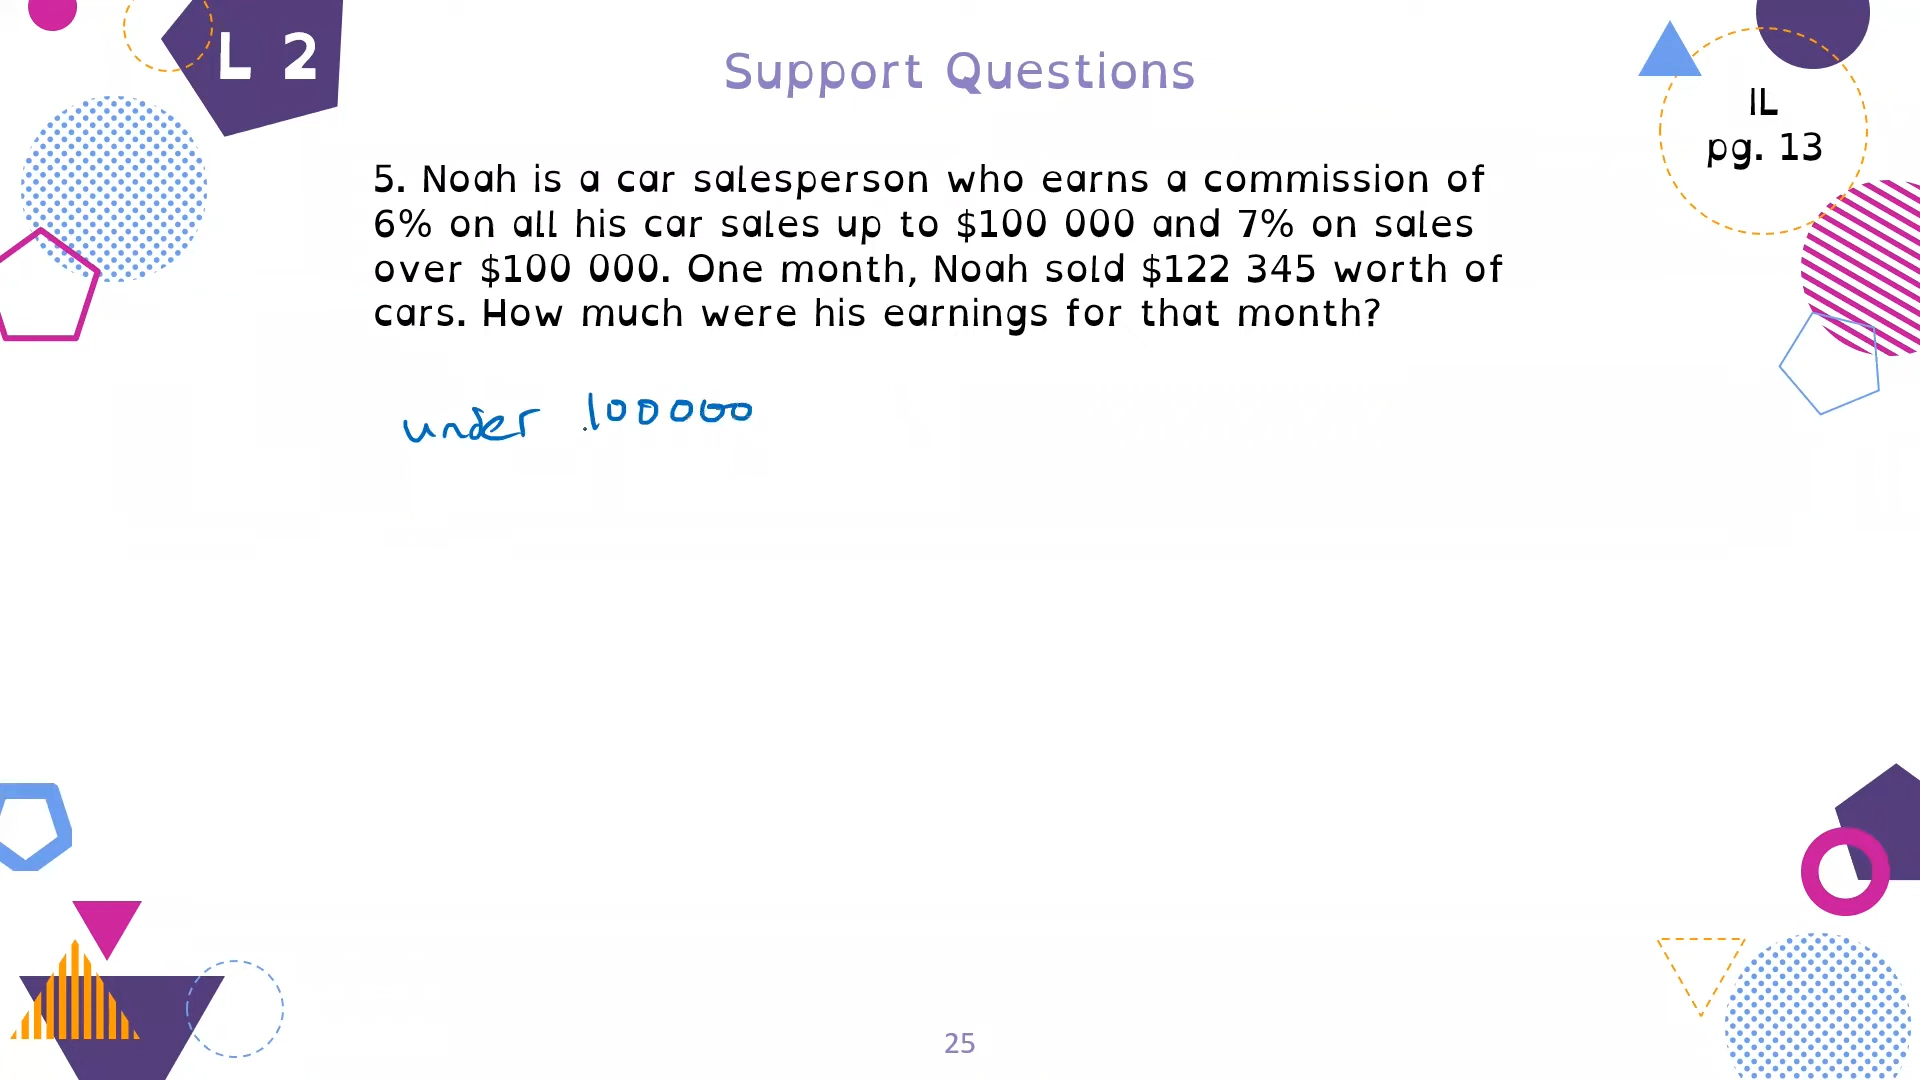 L 2
Support Questions
IL
pg. 13
5. Noah is a car salesperson who earns a commission of
6% on all his car sales up to $100 000 and 7% on sales
over $100 000. One month, Noah sold $122 345 worth of
cars. How much were his earnings for that month?
under 100000
25